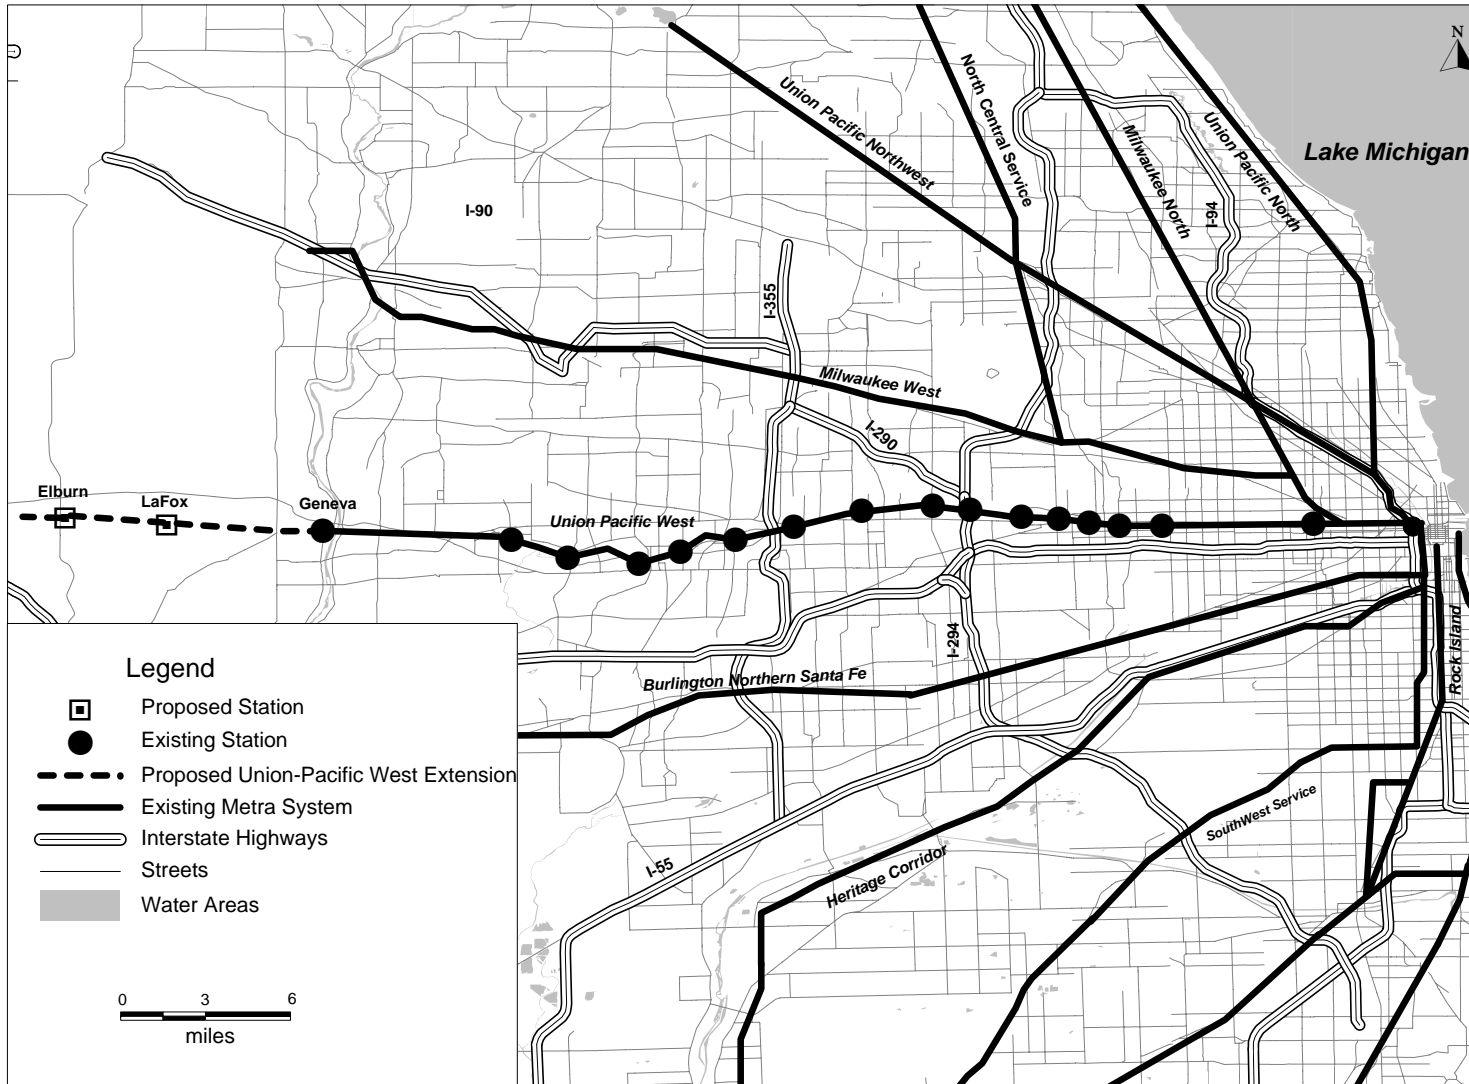 N
Lake Michigan
Union Pacific Northwest
North Central Service
Milwaukee North
Union Pacific North
I-94
I-90
I-355
Milwaukee West
I-290
Elburn
LaFox
Geneva
Union Pacific West
I-294
Burlington Northern Santa Fe
Rock Island
SouthWest Service
Heritage Corridor
I-55
Legend
Proposed Station
Existing Station
Proposed Union-Pacific West Extension
Existing Metra System
Interstate Highways
Streets
Water Areas
0 3 6
miles